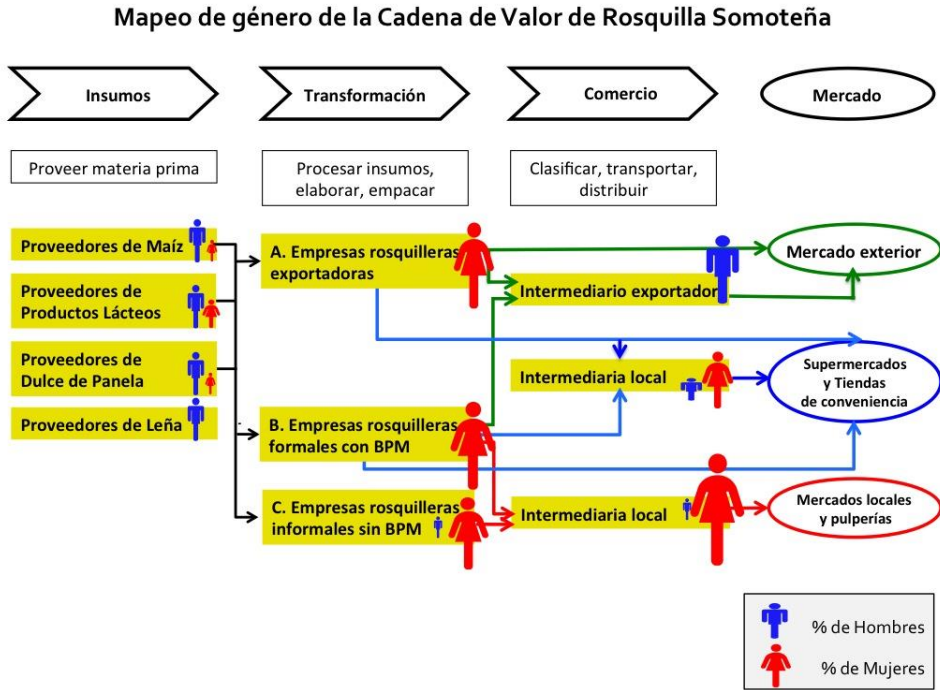 Mapeo de género de la Cadena de Valor de Rosquilla Somoteña
Insumos
Transformación
Comercio
Mercado
Proveer materia prima
Procesar insumos,
elaborar, empacar
Clasificar, transportar,
distribuir
Proveedores de Maíz
Proveedores de
Productos Lácteos
Proveedores de
Dulce de Panela
Proveedores de Leña
A. Empresas rosquilleras
exportadoras
B. Empresas rosquilleras
formales con BPM
C. Empresas rosquilleras
informales sin BPM
Intermediario exportador
Intermediaria local
Intermediaria local
Mercado exterior
Supermercados
y Tiendas
de conveniencia
Mercados locales
y pulperías
% de Hombres
% de Mujeres